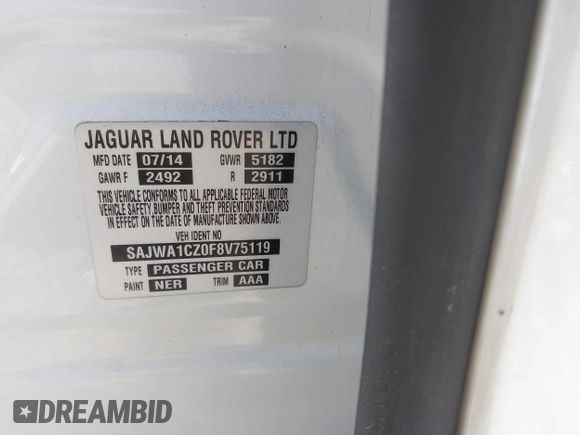 JAGUAR LAND ROVER LTD
MFD DATE 07/14 GVWR 5182
GAWR F 2492 R 2911
THIS VEHICLE CONFORMS TO ALL APPLICABLE FEDERAL MOTOR
VEHICLE SAFETY, BUMPER AND THEFT PREVENTION STANDARDS
IN EFFECT ON THE DATE OF MANUFACTURE SHOWN ABOVE.
VEH IDENT NO
SAJWA1CZ0F8V75119
TYPE PASSENGER CAR
PAINT NER TRIM AAA
DREAMBID